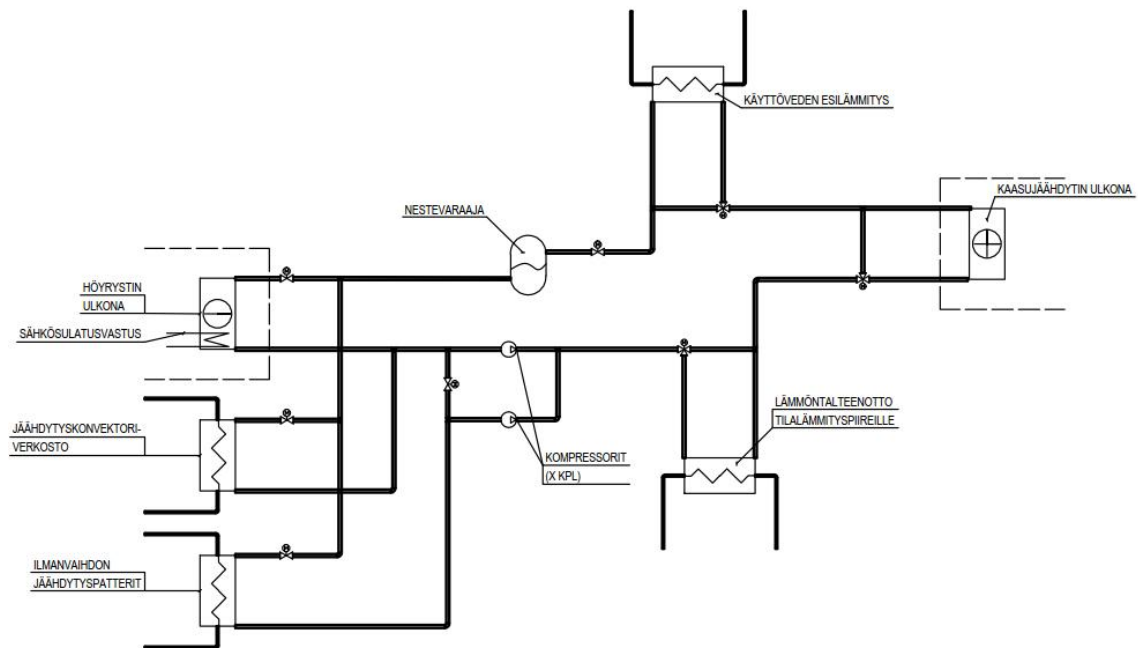 KÄYTTÖVEDEN ESILÄMMITYS
KAASUJÄÄHDYTIN ULKONA
NESTEVARAAJA
HÖYRYSTIN
ULKONA
SÄHKÖSULATUSVASTUS
JÄÄHDYTYSKONVEKTORI-
VERKOSTO
KOMPRESSORIT
(X KPL)
LÄMMÖNTALTEENOTTO
TILALÄMMITYSPIIREILLE
ILMANVAIHDON
JÄÄHDYTYSPATTERIT